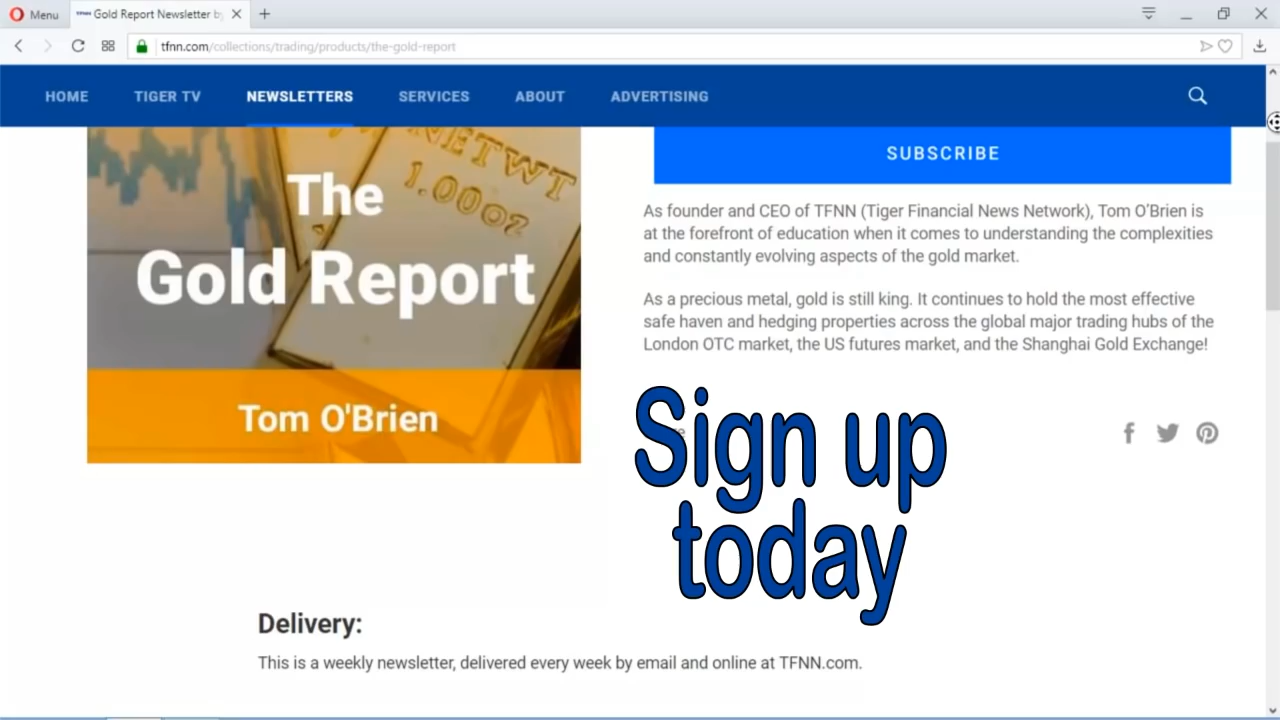 Menu
TFNN Gold Report Newsletter by
tfnn.com/collections/trading/products/the-gold-report
HOME
TIGER TV
NEWSLETTERS
SERVICES
ABOUT
ADVERTISING
NETWT
1.00oz
The
Gold Report
Tom O'Brien
SUBSCRIBE
As founder and CEO of TFNN (Tiger Financial News Network), Tom O'Brien is
at the forefront of education when it comes to understanding the complexities
and constantly evolving aspects of the gold market.
As a precious metal, gold is still king. It continues to hold the most effective
safe haven and hedging properties across the global major trading hubs of the
London OTC market, the US futures market, and the Shanghai Gold Exchange!
Sign up
today
Delivery:
This is a weekly newsletter, delivered every week by email and online at TFNN.com.